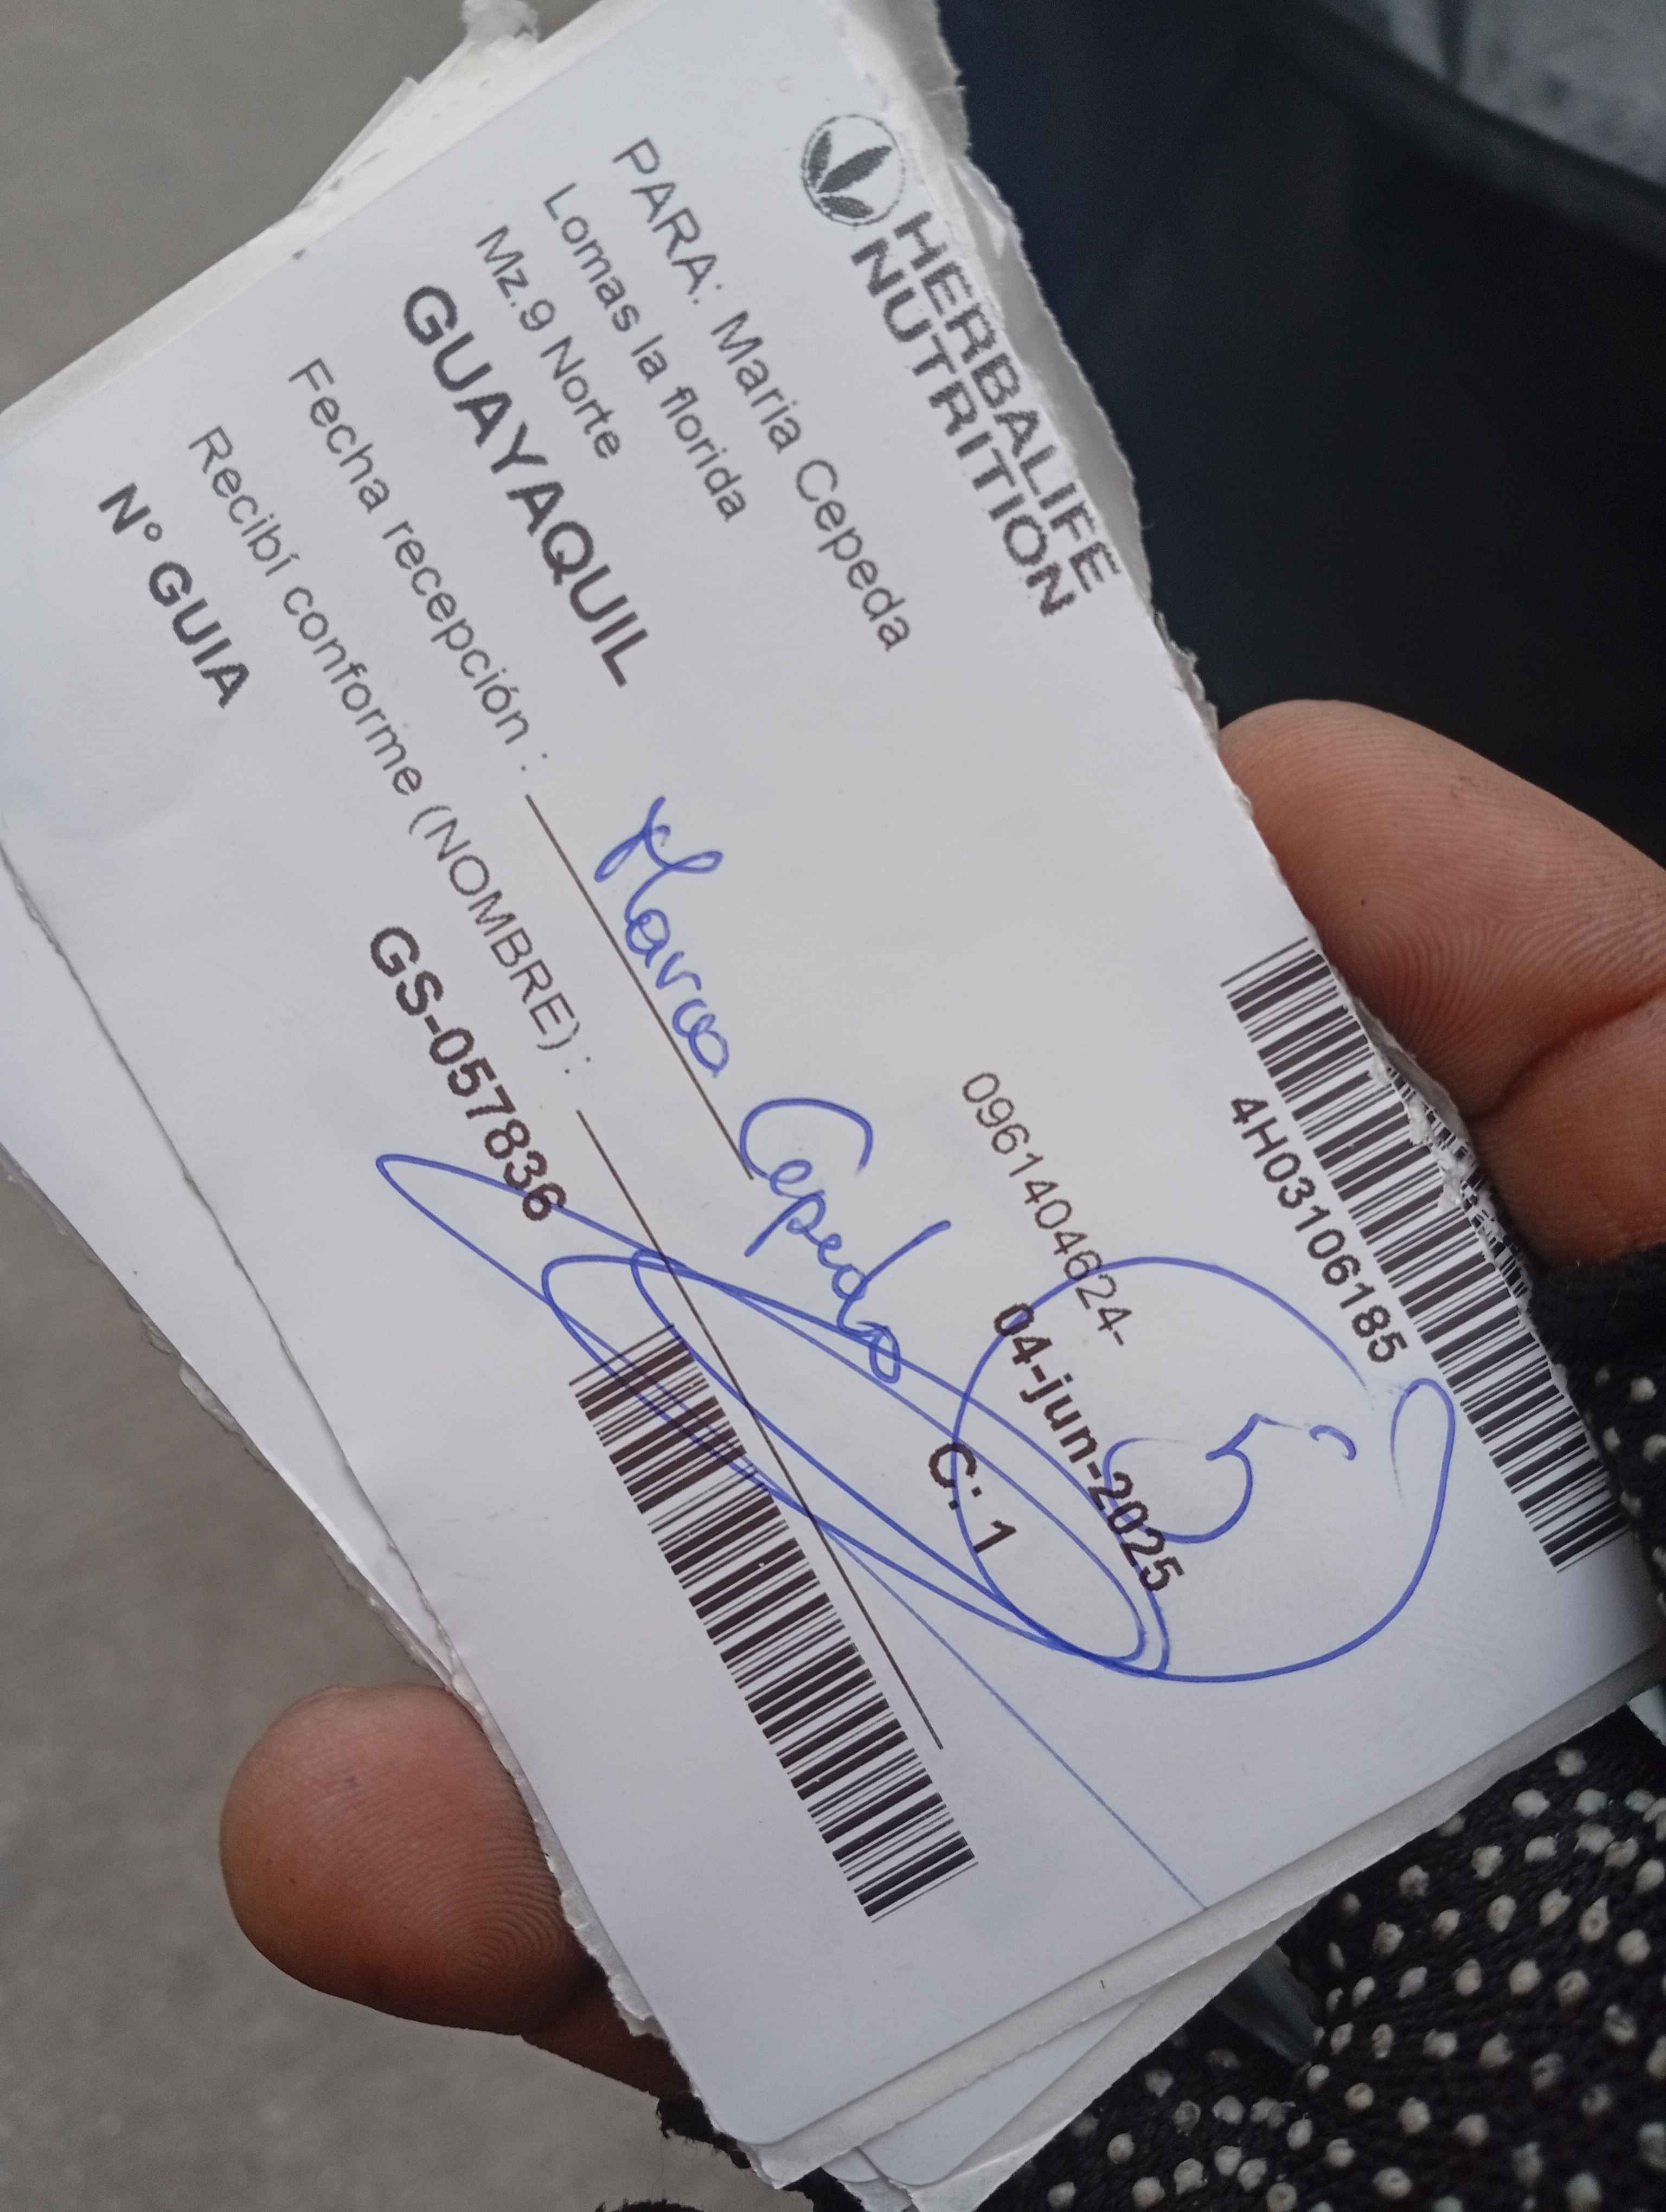 HERBALIFE
NUTRITION
4H03106185
PARA: Maria Cepeda
Lomas la florida
0961404624-
Mz.9 Norte
04-jun-2025
5
GUAYAQUIL
C: 1
Fecha recepción :
Marco Cepeda
Recibí conforme (NOMBRE) :
N° GUIA
GS-057836